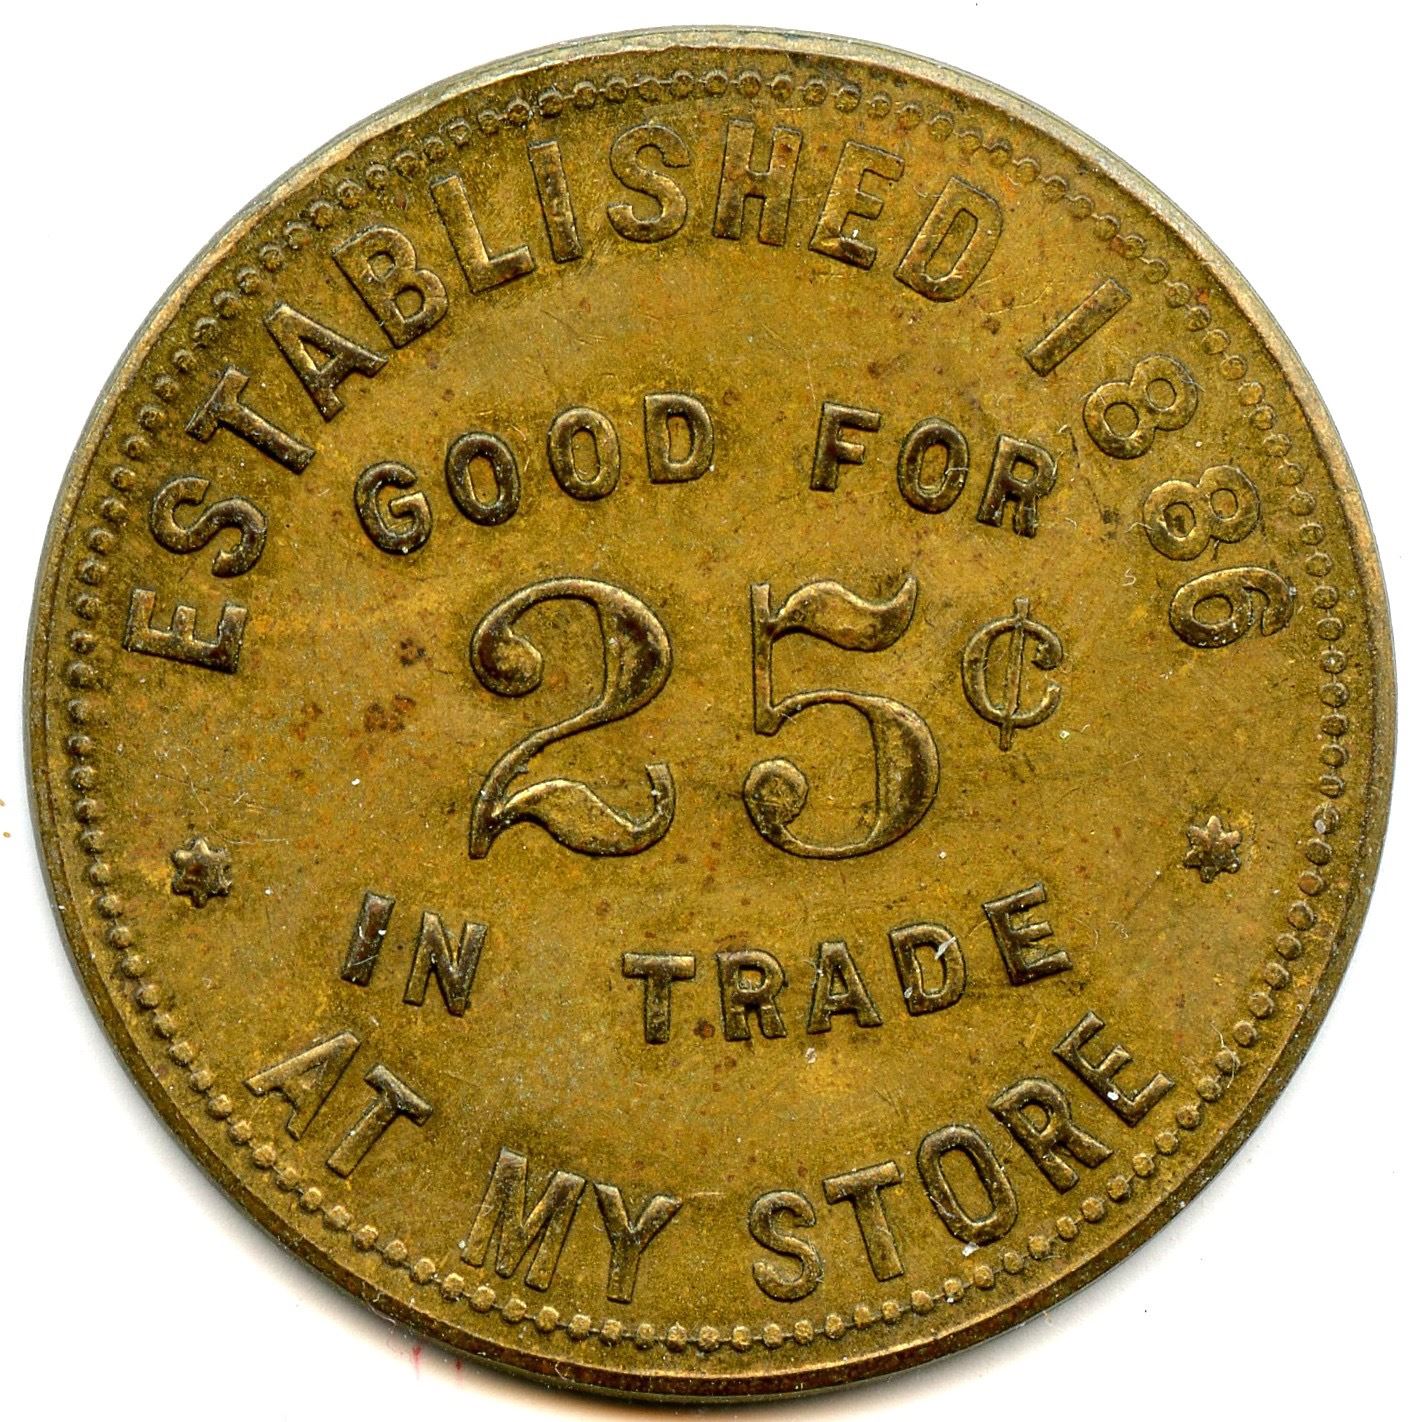 ESTABLISHED 1886
GOOD FOR
25¢
IN TRADE
AT MY STORE